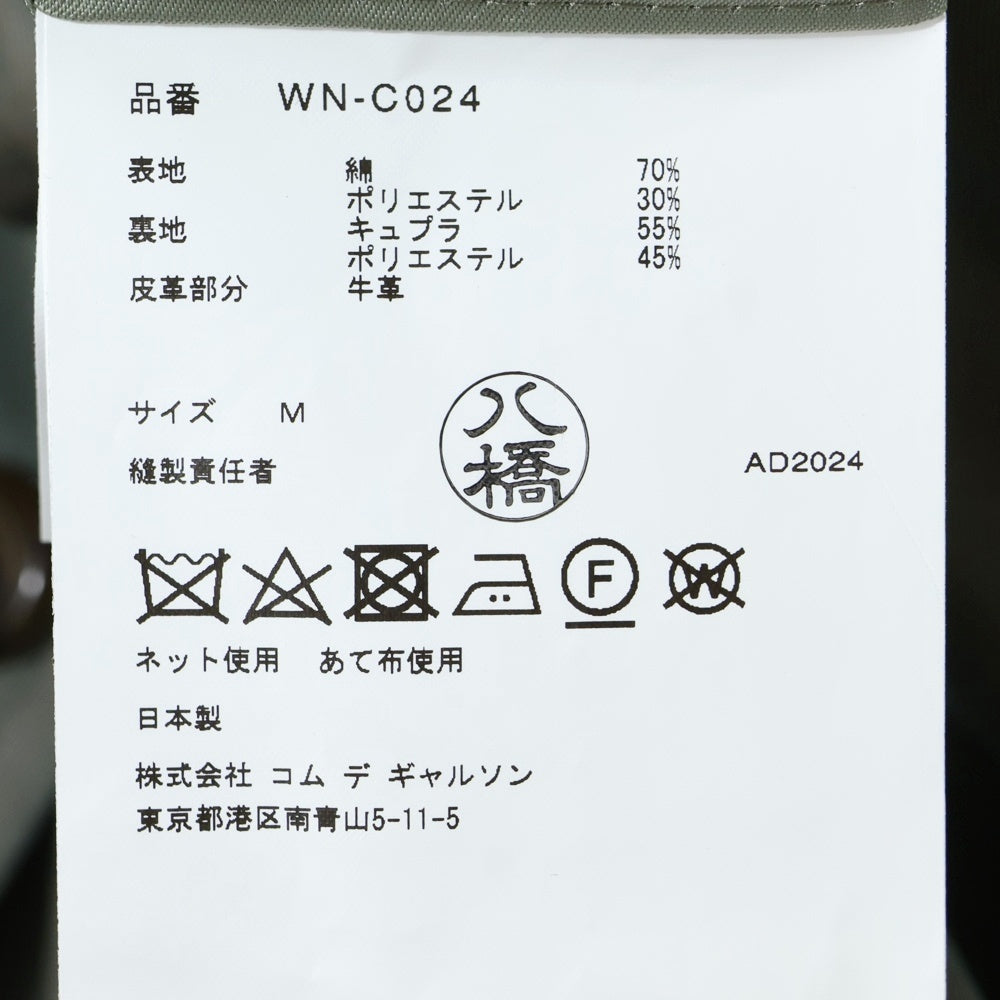 品番 WN-C024
表地 綿 70%
ポリエステル 30%
裏地 キュプラ 55%
ポリエステル 45%
皮革部分 牛革
サイズ M
縫製責任者
八橋
AD2024
F
W
ネット使用 あて布使用
日本製
株式会社 コム デ ギャルソン
東京都港区南青山5-11-5